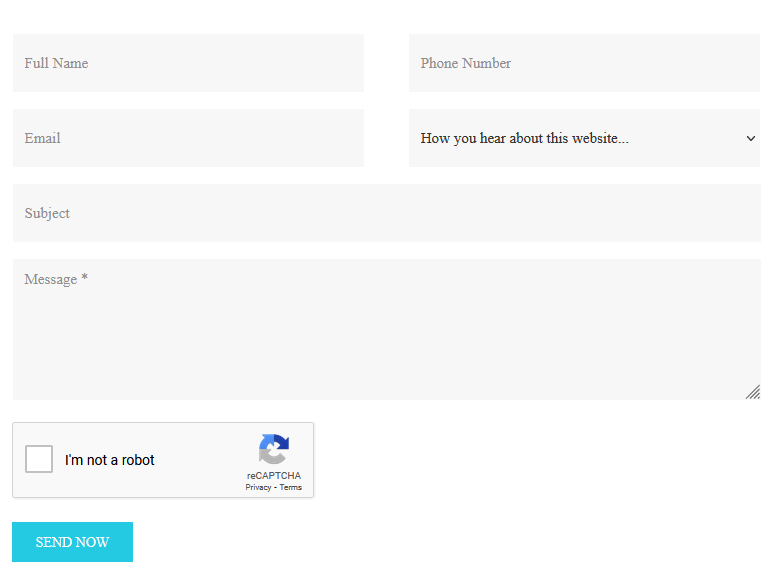 Full Name
Phone Number
Email
How you hear about this website...
Subject
Message *
I'm not a robot
reCAPTCHA
Privacy - Terms
SEND NOW